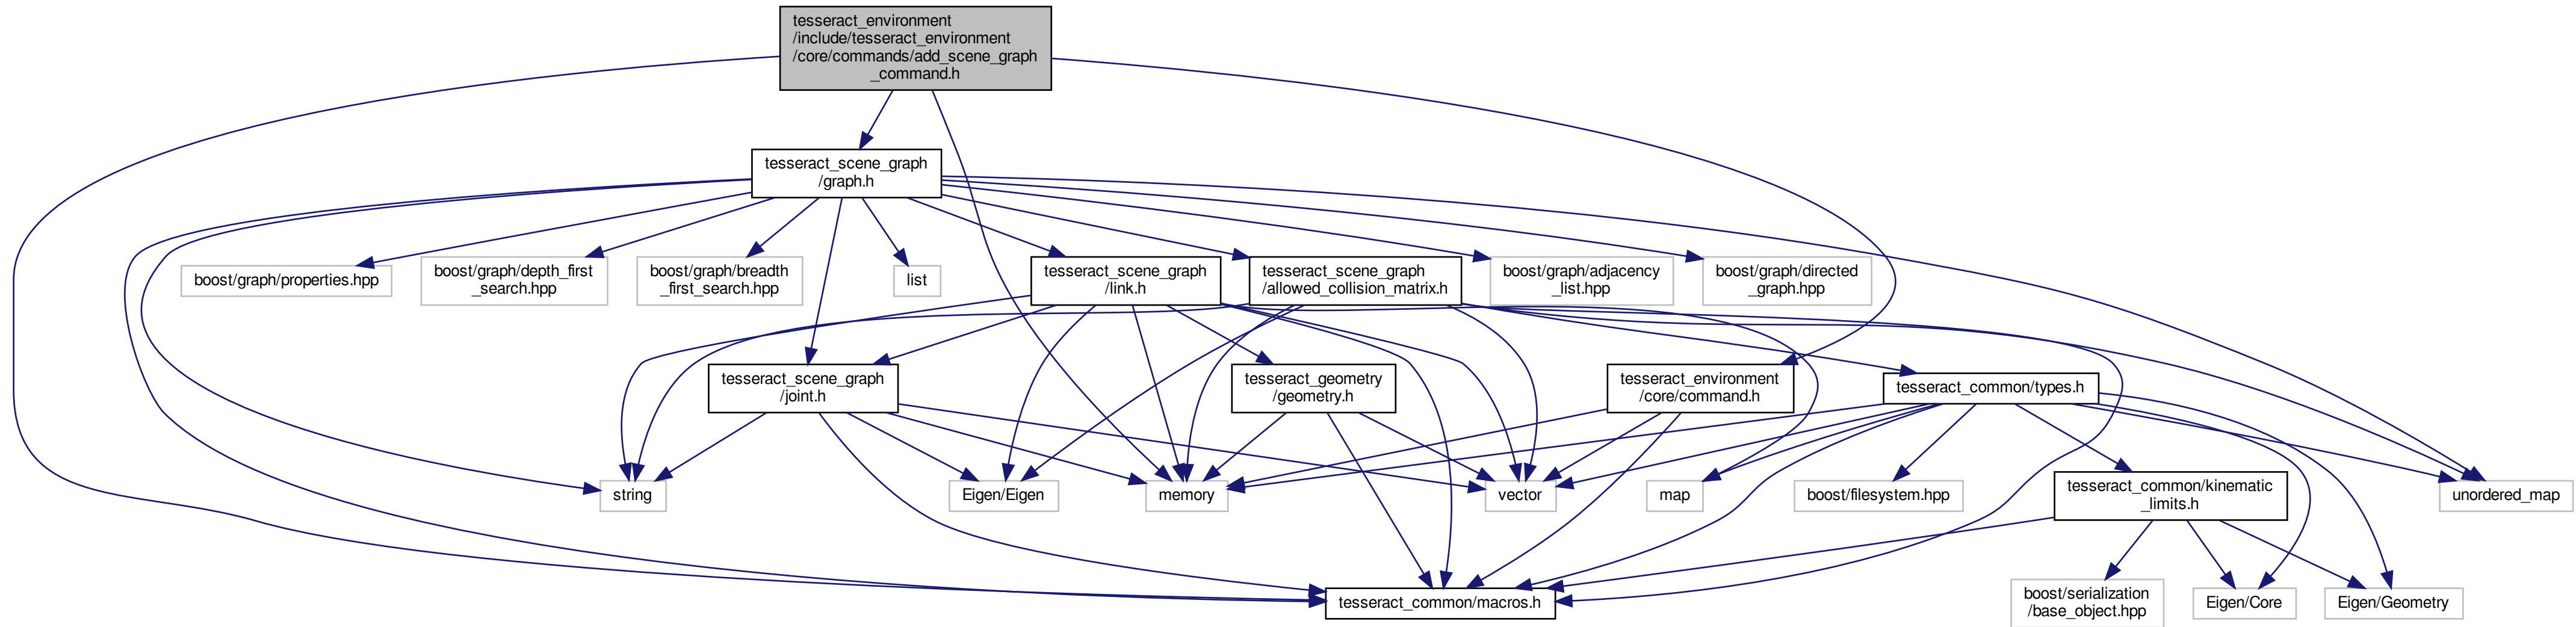 tesseract_environment
/include/tesseract_environment
/core/commands/add_scene_graph
_command.h
tesseract_scene_graph
/graph.h
boost/graph/properties.hpp
boost/graph/depth_first
_search.hpp
boost/graph/breadth
_first_search.hpp
list
tesseract_scene_graph
/link.h
tesseract_scene_graph
/allowed_collision_matrix.h
boost/graph/adjacency
_list.hpp
boost/graph/directed
_graph.hpp
tesseract_scene_graph
/joint.h
tesseract_geometry
/geometry.h
tesseract_environment
/core/command.h
tesseract_common/types.h
string
Eigen/Eigen
memory
vector
map
boost/filesystem.hpp
tesseract_common/kinematic
_limits.h
unordered_map
tesseract_common/macros.h
boost/serialization
/base_object.hpp
Eigen/Core
Eigen/Geometry